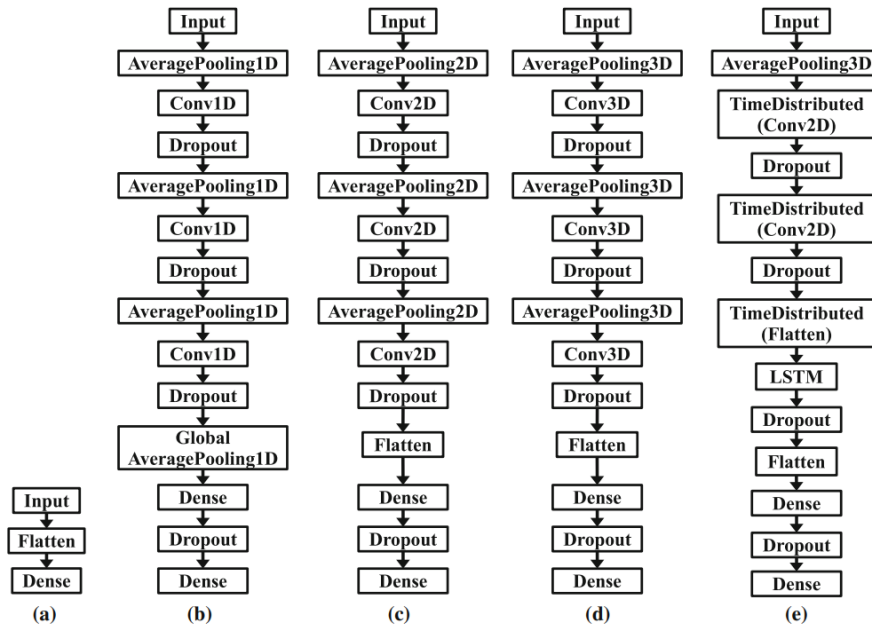 Input
Flatten
Dense
(a)
Input
AveragePooling1D
Conv1D
Dropout
AveragePooling1D
Conv1D
Dropout
AveragePooling1D
Conv1D
Dropout
Global
AveragePooling1D
Dense
Dropout
Dense
(b)
Input
AveragePooling2D
Conv2D
Dropout
AveragePooling2D
Conv2D
Dropout
AveragePooling2D
Conv2D
Dropout
Flatten
Dense
Dropout
Dense
(c)
Input
AveragePooling3D
Conv3D
Dropout
AveragePooling3D
Conv3D
Dropout
AveragePooling3D
Conv3D
Dropout
Flatten
Dense
Dropout
Dense
(d)
Input
AveragePooling3D
TimeDistributed
(Conv2D)
Dropout
TimeDistributed
(Conv2D)
Dropout
TimeDistributed
(Flatten)
LSTM
Dropout
Flatten
Dense
Dropout
Dense
(e)